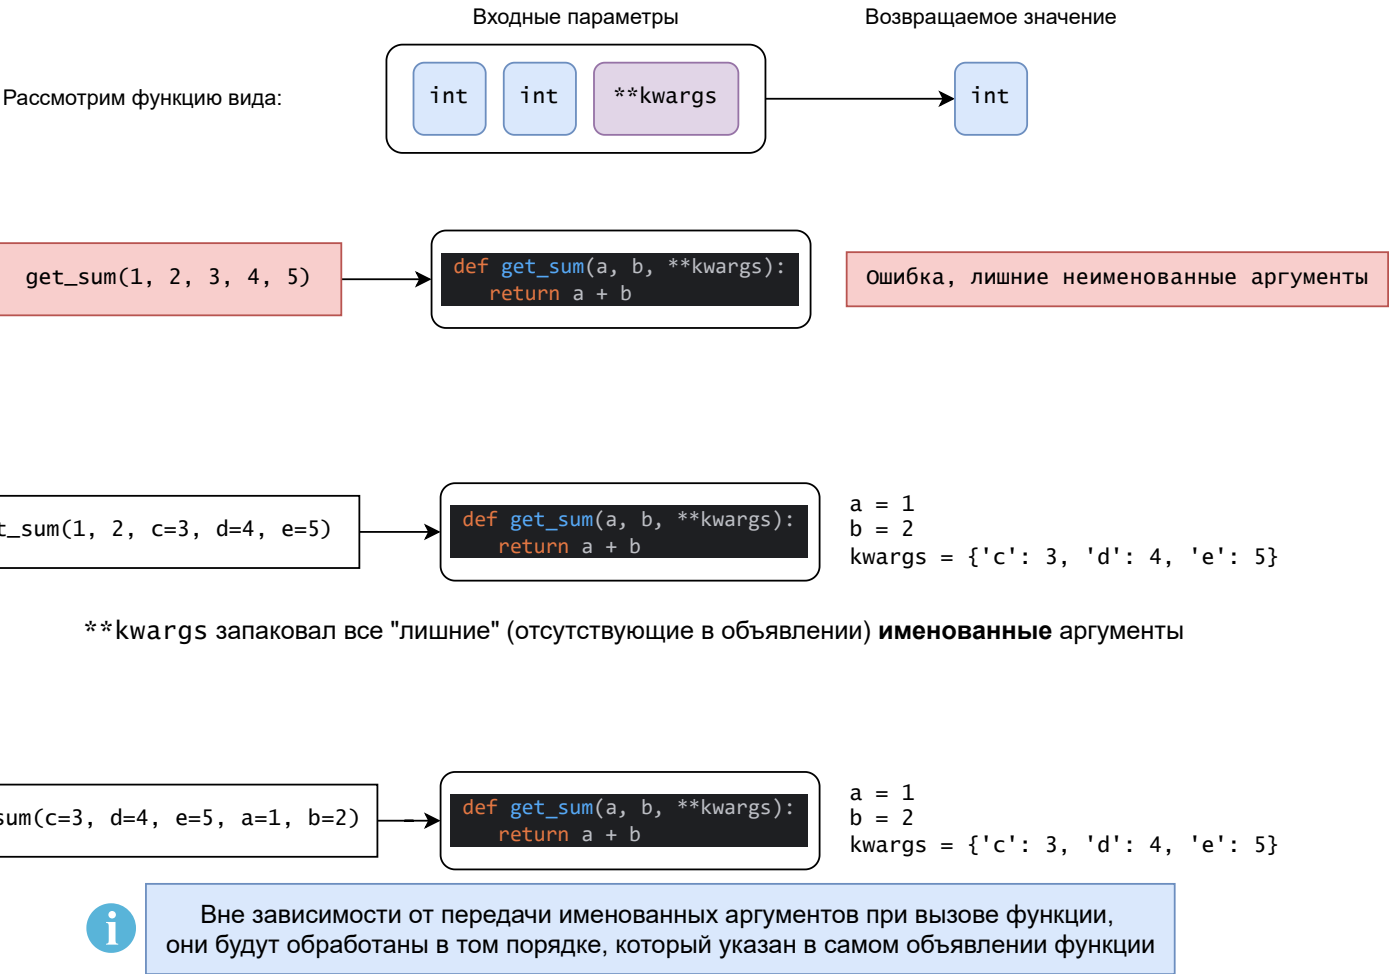 Входные параметры
Возвращаемое значение
Рассмотрим функцию вида:
int
int
**kwargs
int
get_sum(1, 2, 3, 4, 5)
def get_sum(a, b, **kwargs):
return a + b
Ошибка, лишние неименованные аргументы
t_sum(1, 2, c=3, d=4, e=5)
def get_sum(a, b, **kwargs):
return a + b
a = 1
b = 2
kwargs = {'c': 3, 'd': 4, 'e': 5}
**kwargs запаковал все "лишние" (отсутствующие в объявлении) именованные аргументы
sum(c=3, d=4, e=5, a=1, b=2)
def get_sum(a, b, **kwargs):
return a + b
a = 1
b = 2
kwargs = {'c': 3, 'd': 4, 'e': 5}
i
Вне зависимости от передачи именованных аргументов при вызове функции,
они будут обработаны в том порядке, который указан в самом объявлении функции